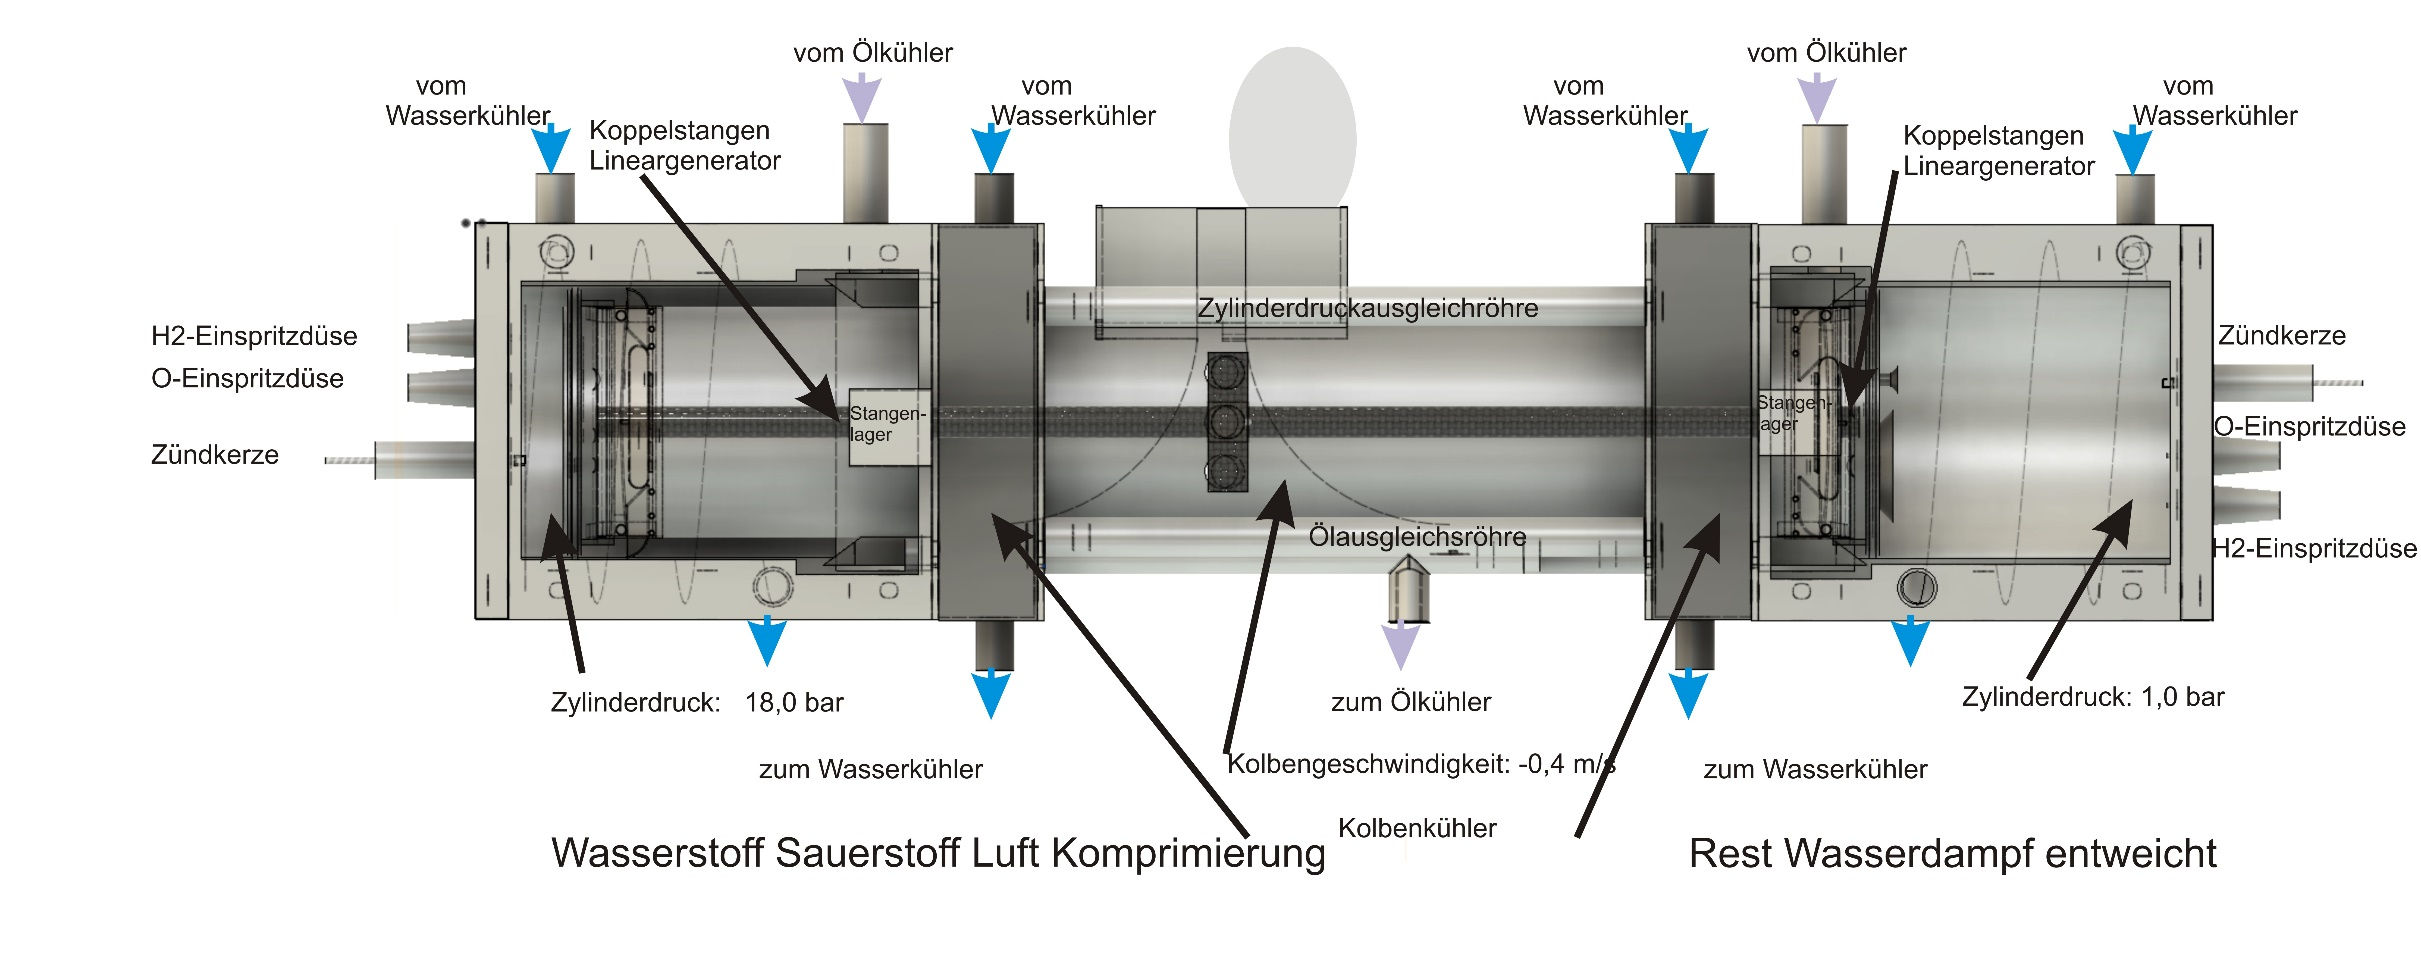 vom Ölkühler
vom Ölkühler
vom
Wasserkühler
vom
Wasserkühler
vom
Wasserkühler
vom
Wasserkühler
Koppelstangen
Lineargenerator
Koppelstangen
Lineargenerator
Zylinderdruckausgleichröhre
H2-Einspritzdüse
O-Einspritzdüse
Zündkerze
Zündkerze
O-Einspritzdüse
H2-Einspritzdüse
Stangen-
lager
Stangen-
lager
Ölausgleichsröhre
Zylinderdruck: 18,0 bar
zum Ölkühler
Zylinderdruck: 1,0 bar
zum Wasserkühler
Kolbengeschwindigkeit: -0,4 m/s
zum Wasserkühler
Kolbenkühler
Wasserstoff Sauerstoff Luft Komprimierung
Rest Wasserdampf entweicht